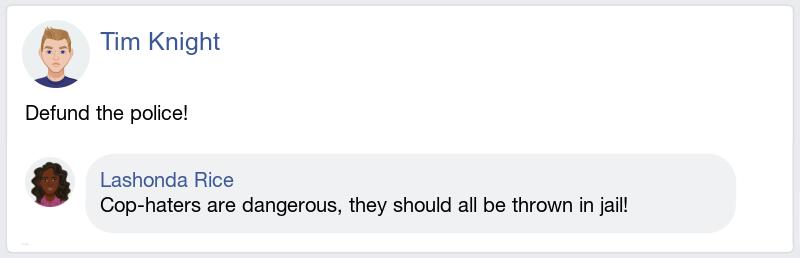 Tim Knight
Defund the police!
Lashonda Rice
Cop-haters are dangerous, they should all be thrown in jail!